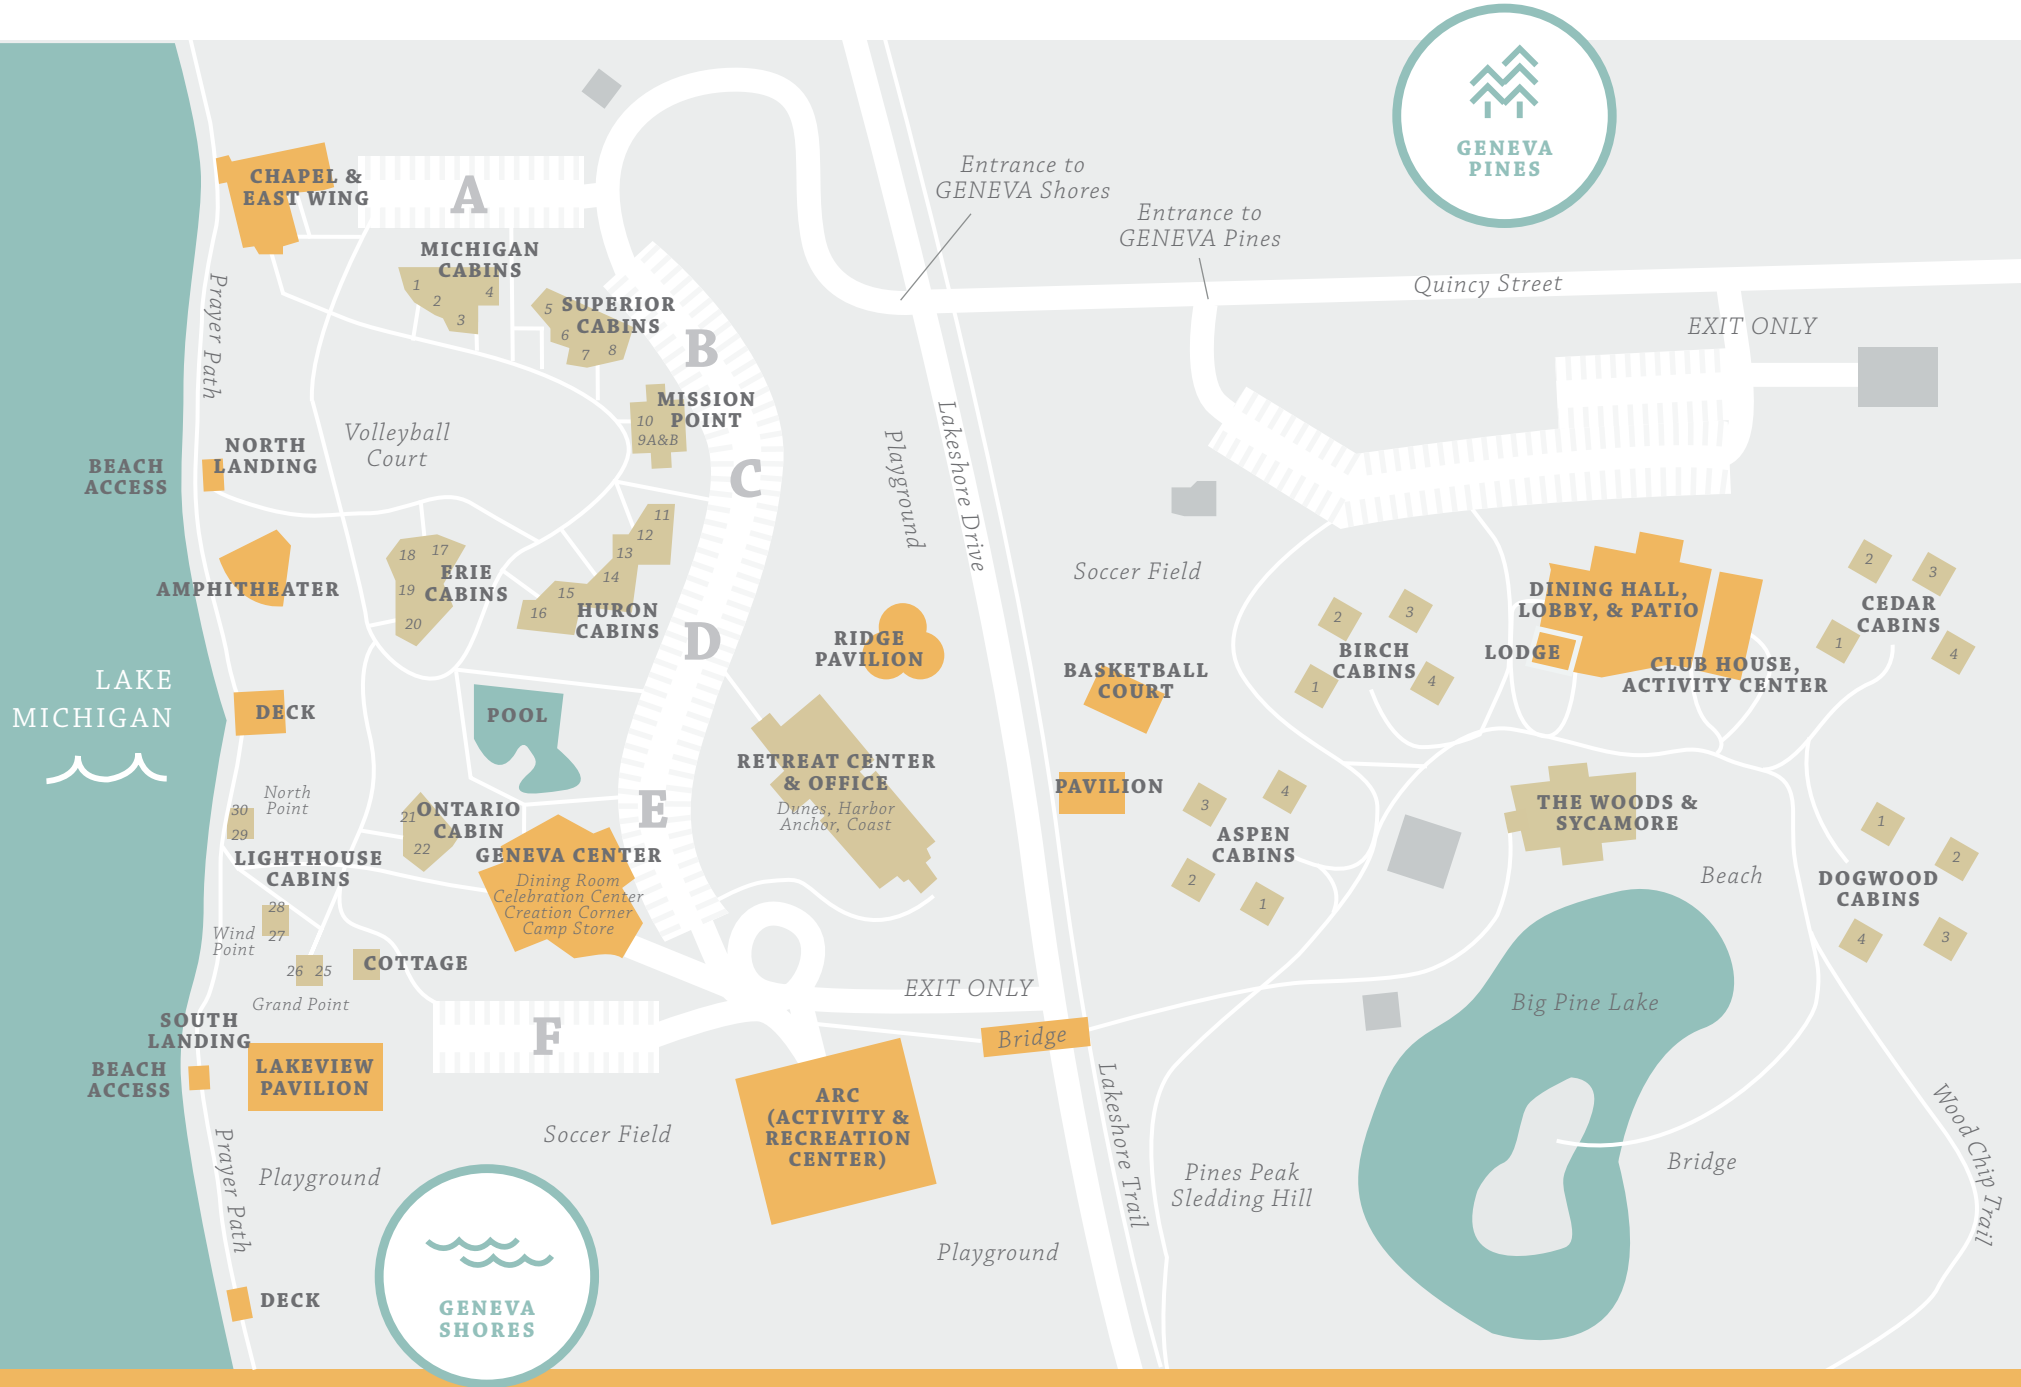 GENEVA
PINES
Entrance to
GENEVA Shores
Entrance to
GENEVA Pines
Quincy Street
EXIT ONLY
CHAPEL &
EAST WING
A
MICHIGAN
CABINS
1
2
3
4
SUPERIOR
CABINS
5
6
7
8
B
MISSION
POINT
10
9A&B
C
Prayer Path
Volleyball
Court
NORTH
LANDING
BEACH
ACCESS
Playground
Lakeshore Drive
11
12
13
14
15
16
HURON
CABINS
18
17
19
20
ERIE
CABINS
AMPHITHEATER
D
RIDGE
PAVILION
Soccer Field
BASKETBALL
COURT
2
3
1
4
BIRCH
CABINS
DINING HALL,
LOBBY, & PATIO
LODGE
CLUB HOUSE,
ACTIVITY CENTER
2
3
1
4
CEDAR
CABINS
LAKE
MICHIGAN
DECK
POOL
RETREAT CENTER
& OFFICE
Dunes, Harbor
Anchor, Coast
PAVILION
3
4
2
1
ASPEN
CABINS
THE WOODS &
SYCAMORE
Beach
1
2
4
3
DOGWOOD
CABINS
North
Point
30
29
21
22
ONTARIO
CABIN
E
LIGHTHOUSE
CABINS
GENEVA CENTER
Dining Room
Celebration Center
Creation Corner
Camp Store
28
27
Wind
Point
26
25
COTTAGE
Grand Point
EXIT ONLY
Big Pine Lake
SOUTH
LANDING
BEACH
ACCESS
LAKEVIEW
PAVILION
F
Bridge
ARC
(ACTIVITY &
RECREATION
CENTER)
Lakeshore Trail
Wood Chip Trail
Prayer Path
Playground
Soccer Field
Pines Peak
Sledding Hill
Bridge
Playground
DECK
GENEVA
SHORES